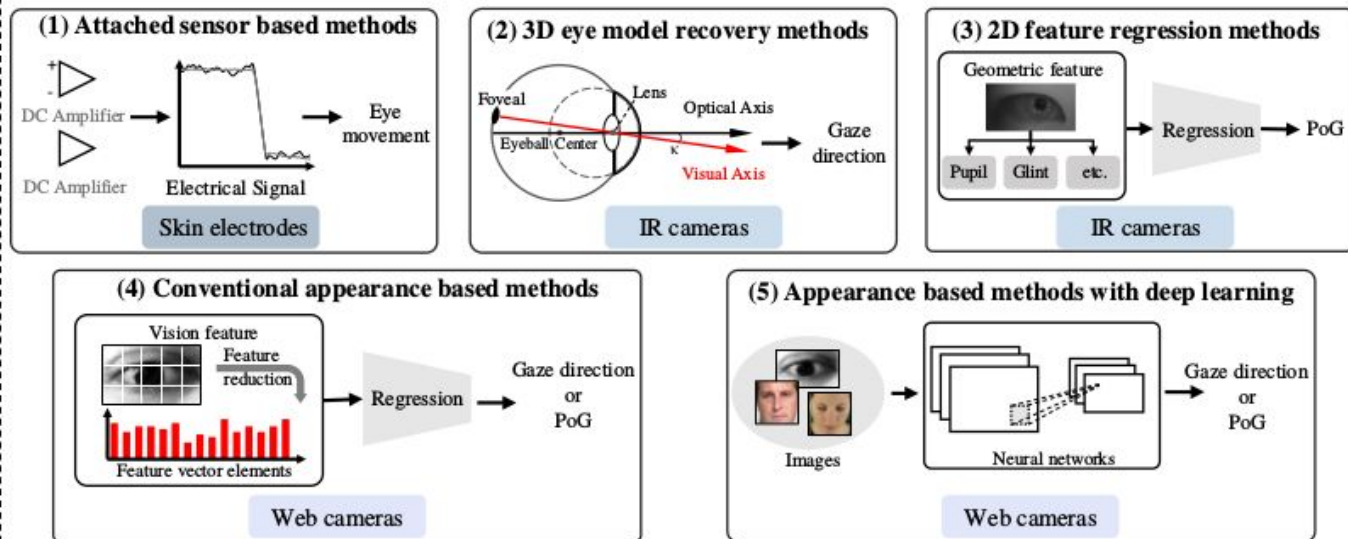 (1) Attached sensor based methods
+
-
DC Amplifier
DC Amplifier
Electrical Signal
Eye
movement
Skin electrodes
(2) 3D eye model recovery methods
Foveal
Lens
Optical Axis
Eyeball Center
κ
Visual Axis
Gaze
direction
IR cameras
(3) 2D feature regression methods
Geometric feature
Pupil
Glint
etc.
Regression
PoG
IR cameras
(4) Conventional appearance based methods
Vision feature
Feature
reduction
Feature vector elements
Regression
Gaze direction
or
PoG
Web cameras
(5) Appearance based methods with deep learning
Images
Neural networks
Gaze direction
or
PoG
Web cameras